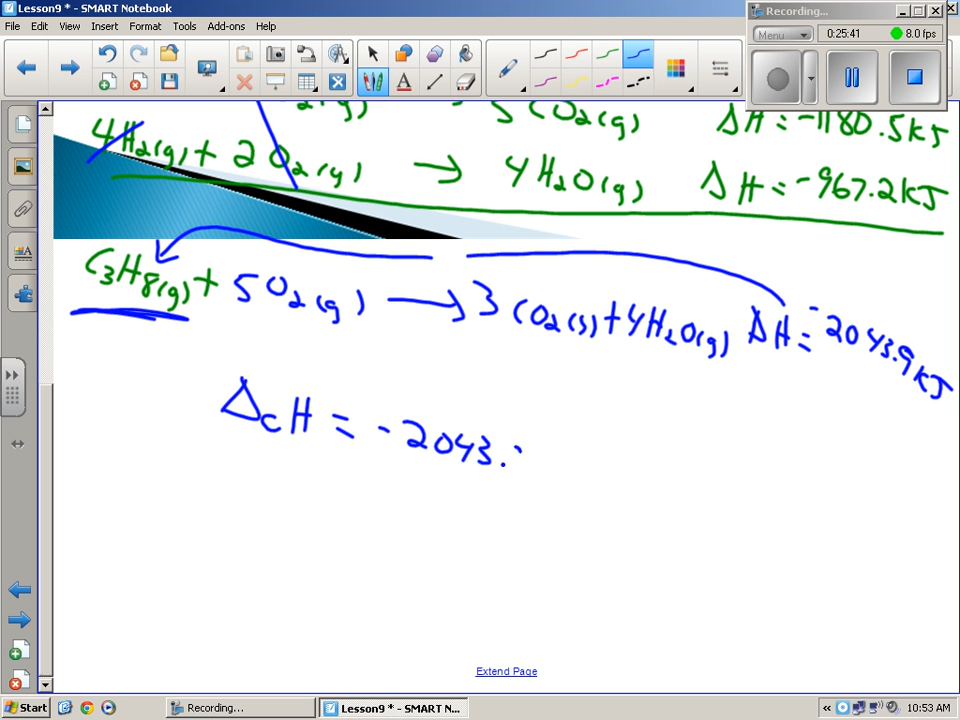 Lesson9 * - SMART Notebook
File Edit View Insert Format Tools Add-ons Help
Recording...
Menu 0:25:41 8.0 fps
O₂(g) 3CO₂(g) ΔH = -1180.5kJ
4H₂(g) + 2O₂(g) → 4H₂O(g) ΔH = -967.2kJ
C₃H₈(g) + 5O₂(g) → 3CO₂(g) + 4H₂O(g) ΔH = -2043.9kJ
ΔcH = -2043.
Extend Page
Start Recording... Lesson9 * - SMART N... « 10:53 AM